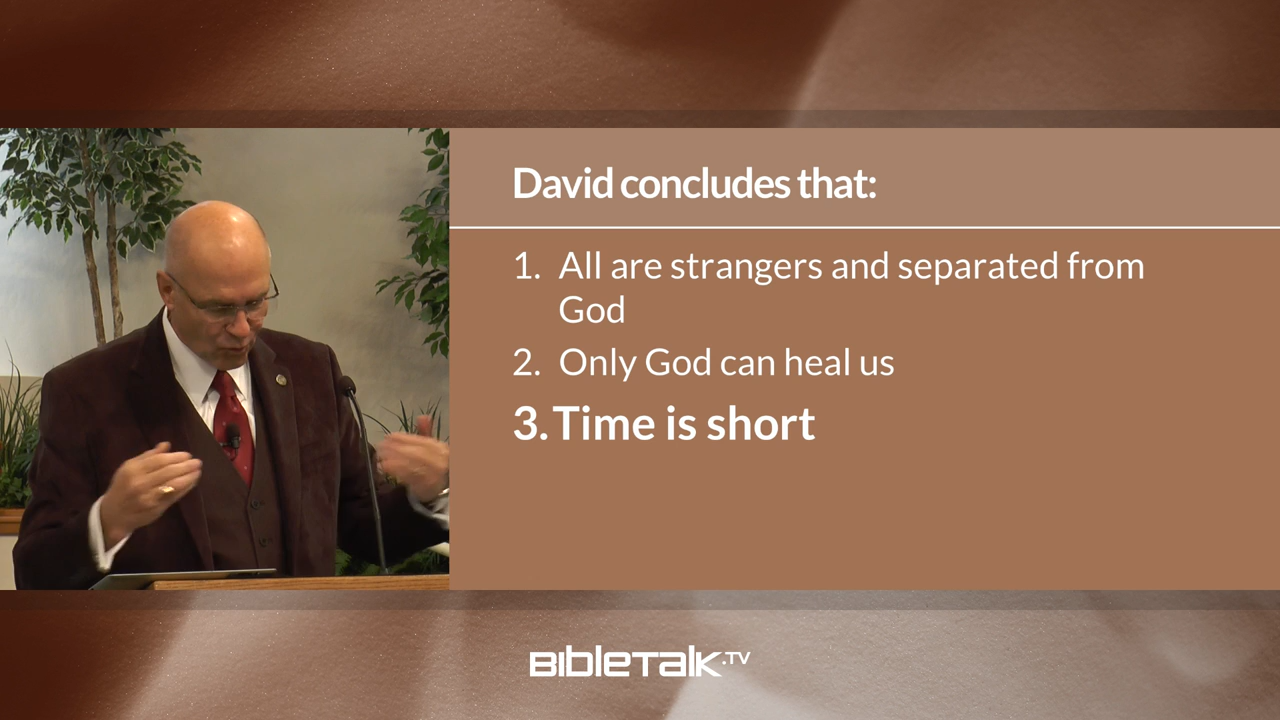 David concludes that:
1. All are strangers and separated from
God
2. Only God can heal us
3. Time is short
BIBLETALK.TV